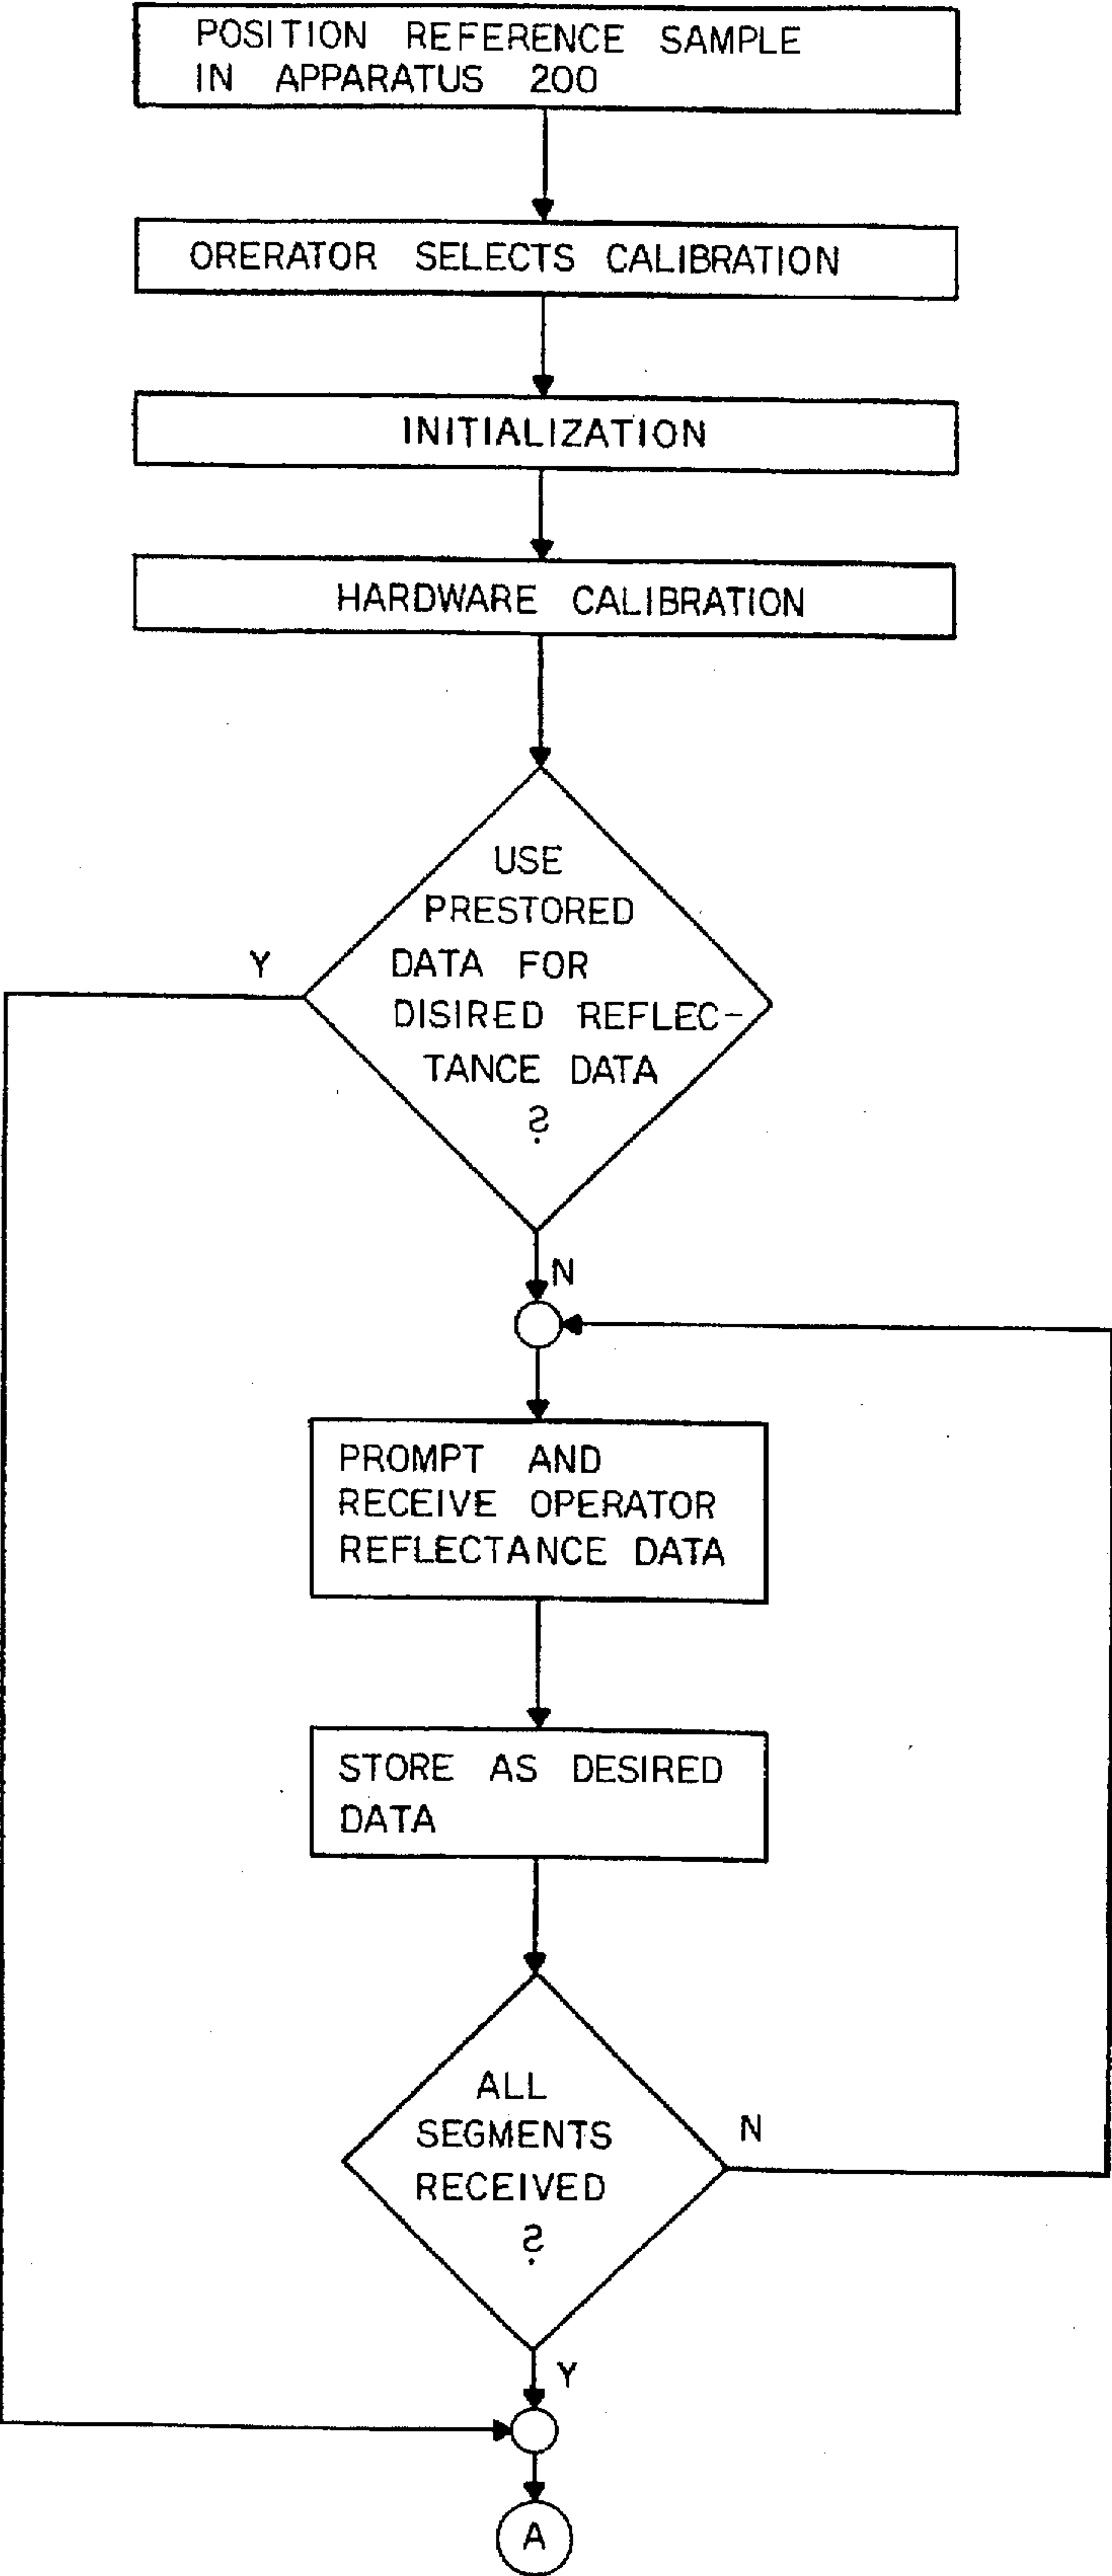 POSITION REFERENCE SAMPLE
IN APPARATUS 200
ORERATOR SELECTS CALIBRATION
INITIALIZATION
HARDWARE CALIBRATION
USE
PRESTORED
DATA FOR
DISIRED REFLEC-
TANCE DATA
?
Y
N
PROMPT AND
RECEIVE OPERATOR
REFLECTANCE DATA
STORE AS DESIRED
DATA
ALL
SEGMENTS
RECEIVED
?
N
Y
A